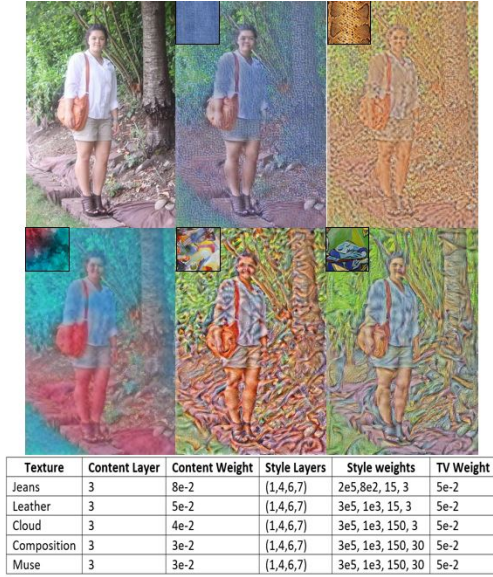 Texture Content Layer Content Weight Style Layers Style weights TV Weight
Jeans 3 8e-2 (1,4,6,7) 2e5,8e2, 15, 3 5e-2
Leather 3 5e-2 (1,4,6,7) 3e5, 1e3, 15, 3 5e-2
Cloud 3 4e-2 (1,4,6,7) 3e5, 1e3, 150, 3 5e-2
Composition 3 3e-2 (1,4,6,7) 3e5, 1e3, 150, 30 5e-2
Muse 3 3e-2 (1,4,6,7) 3e5, 1e3, 150, 30 5e-2